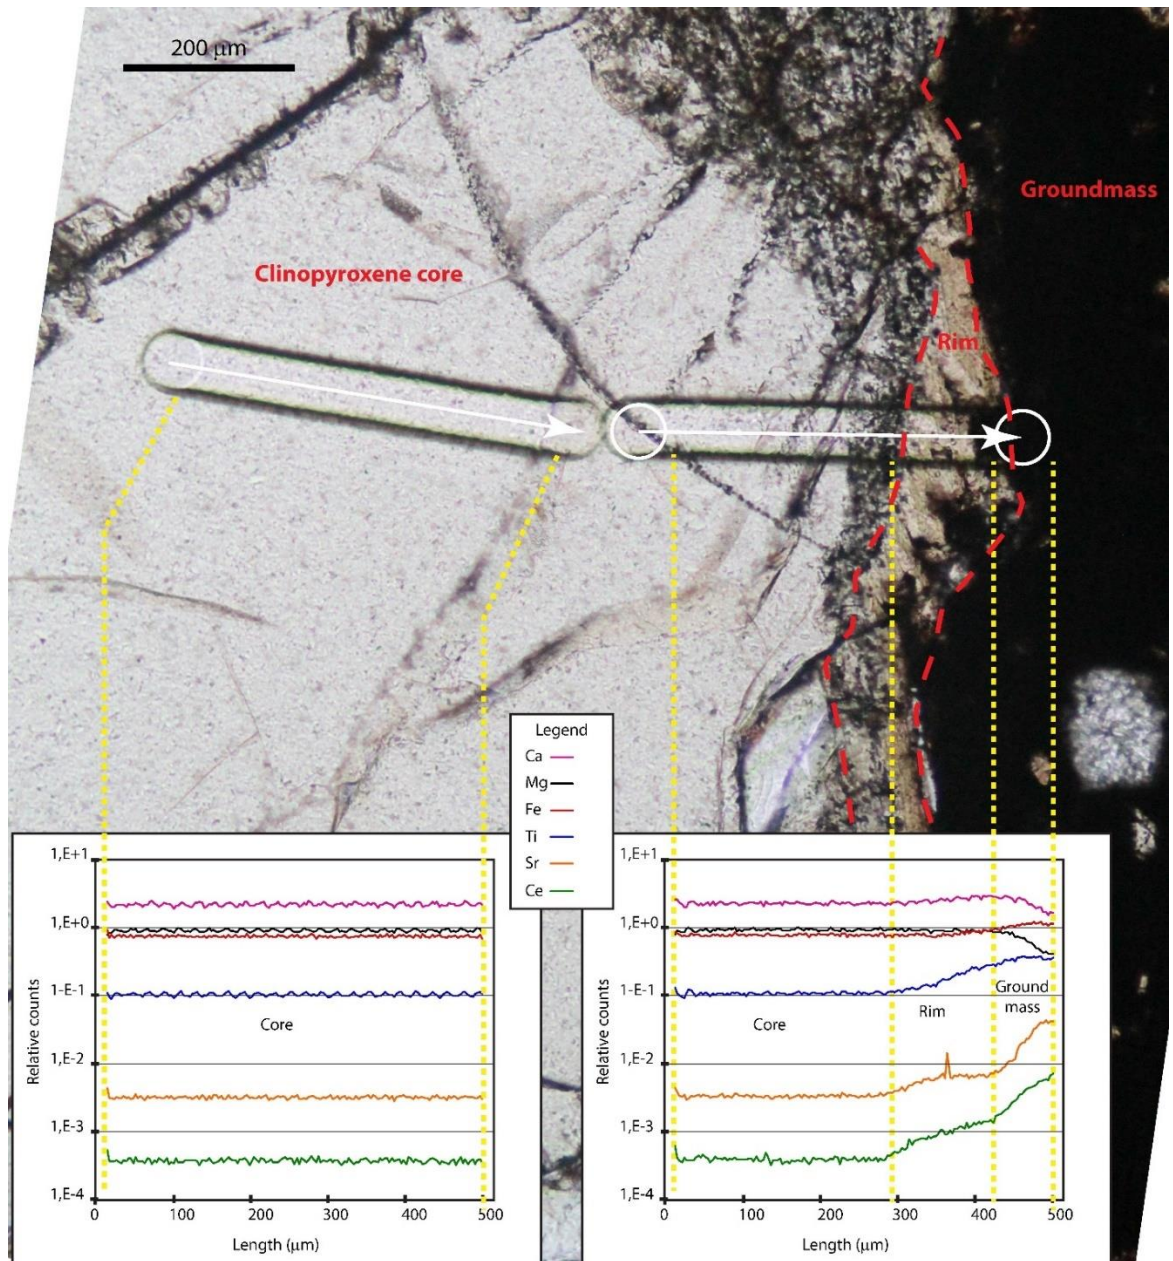 200 μm
Groundmass
Clinopyroxene core
Rim
Legend
Ca
Mg
Fe
Ti
Sr
Ce
1,E+1
1,E+0
1-E-1
1,E-2
1,E-3
1,E-4
Relative counts
Core
0 100 200 300 400 500
Length (μm)
1,E+1
1,E+0
1-E-1
1,E-2
1,E-3
1,E-4
Relative counts
Core
Rim
Ground
mass
0 100 200 300 400 500
Length (μm)